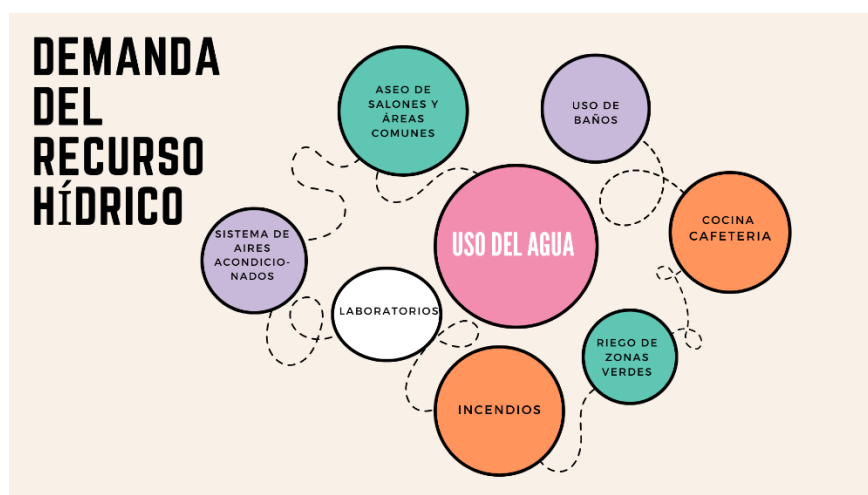 DEMANDA
DEL
RECURSO
HÍDRICO
ASEO DE
SALONES Y
ÁREAS
COMUNES
USO DE
BAÑOS
USO DEL AGUA
COCINA
CAFETERIA
SISTEMA DE
AIRES
ACONDICIO-
NADOS
LABORATORIOS
RIEGO DE
ZONAS
VERDES
INCENDIOS